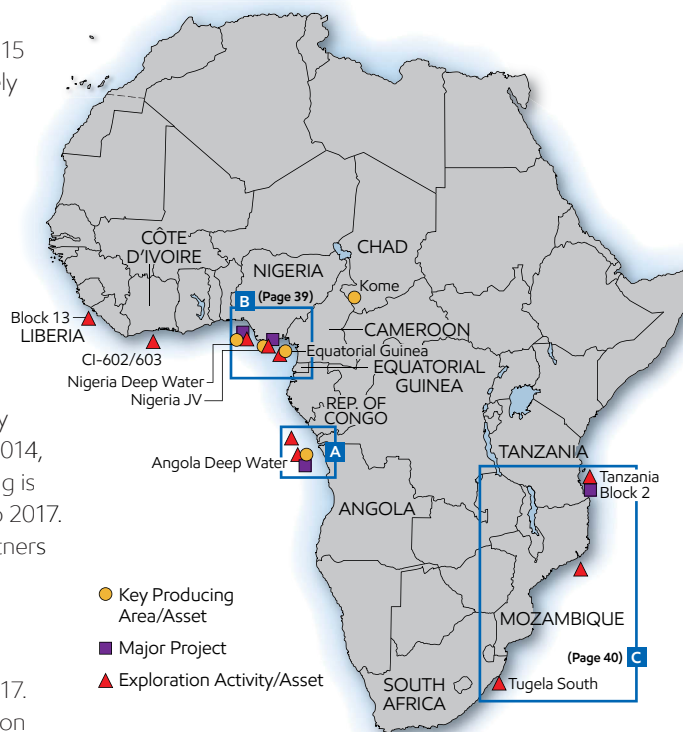 15
ely
y
2014,
g is
o 2017.
tners
17.
on
CÔTE
D'IVOIRE
CHAD
NIGERIA
B (Page 39)
Kome
Block 13
LIBERIA
CI-602/603
CAMEROON
Equatorial Guinea
EQUATORIAL
GUINEA
Nigeria Deep Water
Nigeria JV
REP. OF
CONGO
A
Angola Deep Water
TANZANIA
Tanzania
Block 2
ANGOLA
MOZAMBIQUE
(Page 40) C
SOUTH
AFRICA
Tugela South
Key Producing
Area/Asset
Major Project
Exploration Activity/Asset